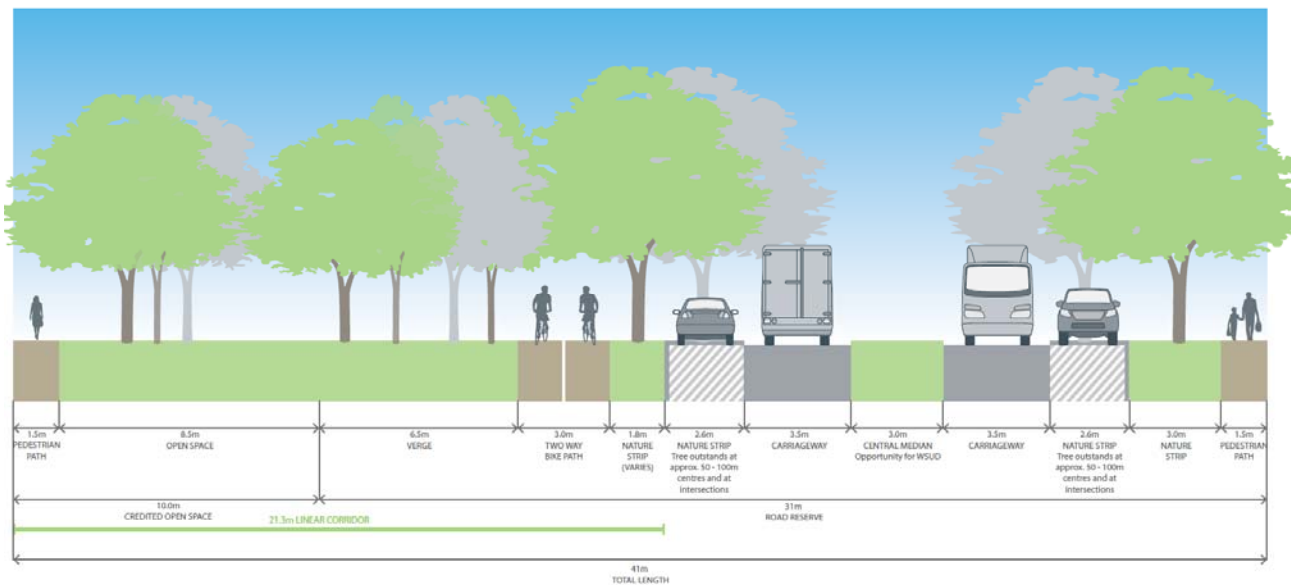 1.5m
PEDESTRIAN
PATH
8.5m
OPEN SPACE
6.5m
VERGE
3.0m
TWO WAY
BIKE PATH
1.8m
NATURE
STRIP
(VARIES)
2.6m
NATURE STRIP
Tree outstands at
approx. 50 - 100m
centres and at
intersections
3.5m
CARRIAGEWAY
3.0m
CENTRAL MEDIAN
Opportunity for WSUD
3.5m
CARRIAGEWAY
2.6m
NATURE STRIP
Tree outstands at
approx. 50 - 100m
centres and at
intersections
3.0m
NATURE
STRIP
1.5m
PEDESTRIAN
PATH
10.0m
CREDITED OPEN SPACE
31m
ROAD RESERVE
21.3m LINEAR CORRIDOR
41m
TOTAL LENGTH